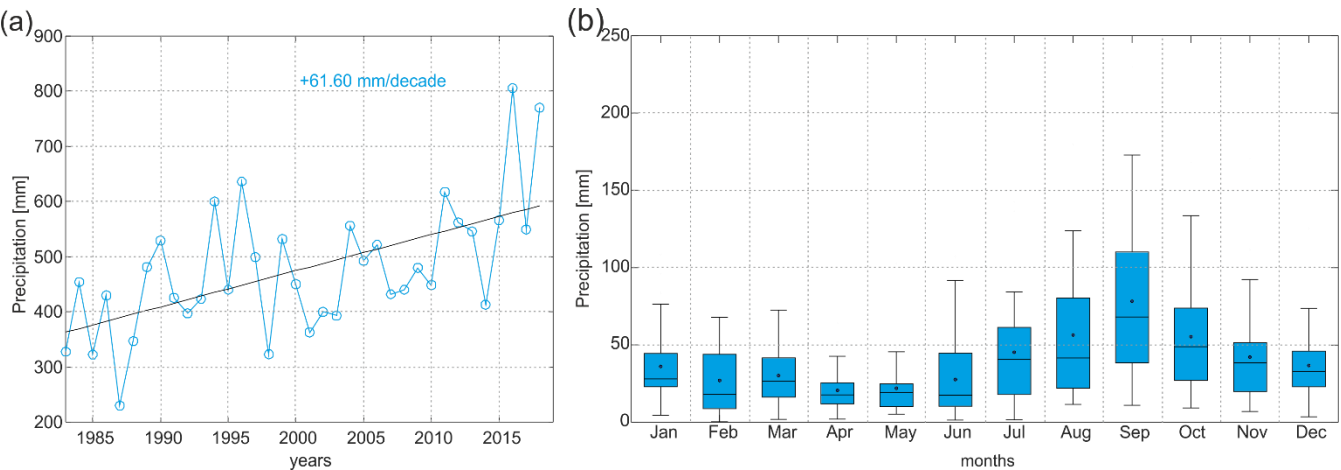 (a)
+61.60 mm/decade
Precipitation [mm]
900
800
700
600
500
400
300
200
1985 1990 1995 2000 2005 2010 2015
years
(b)
Precipitation [mm]
250
200
150
100
50
0
Jan Feb Mar Apr May Jun Jul Aug Sep Oct Nov Dec
months